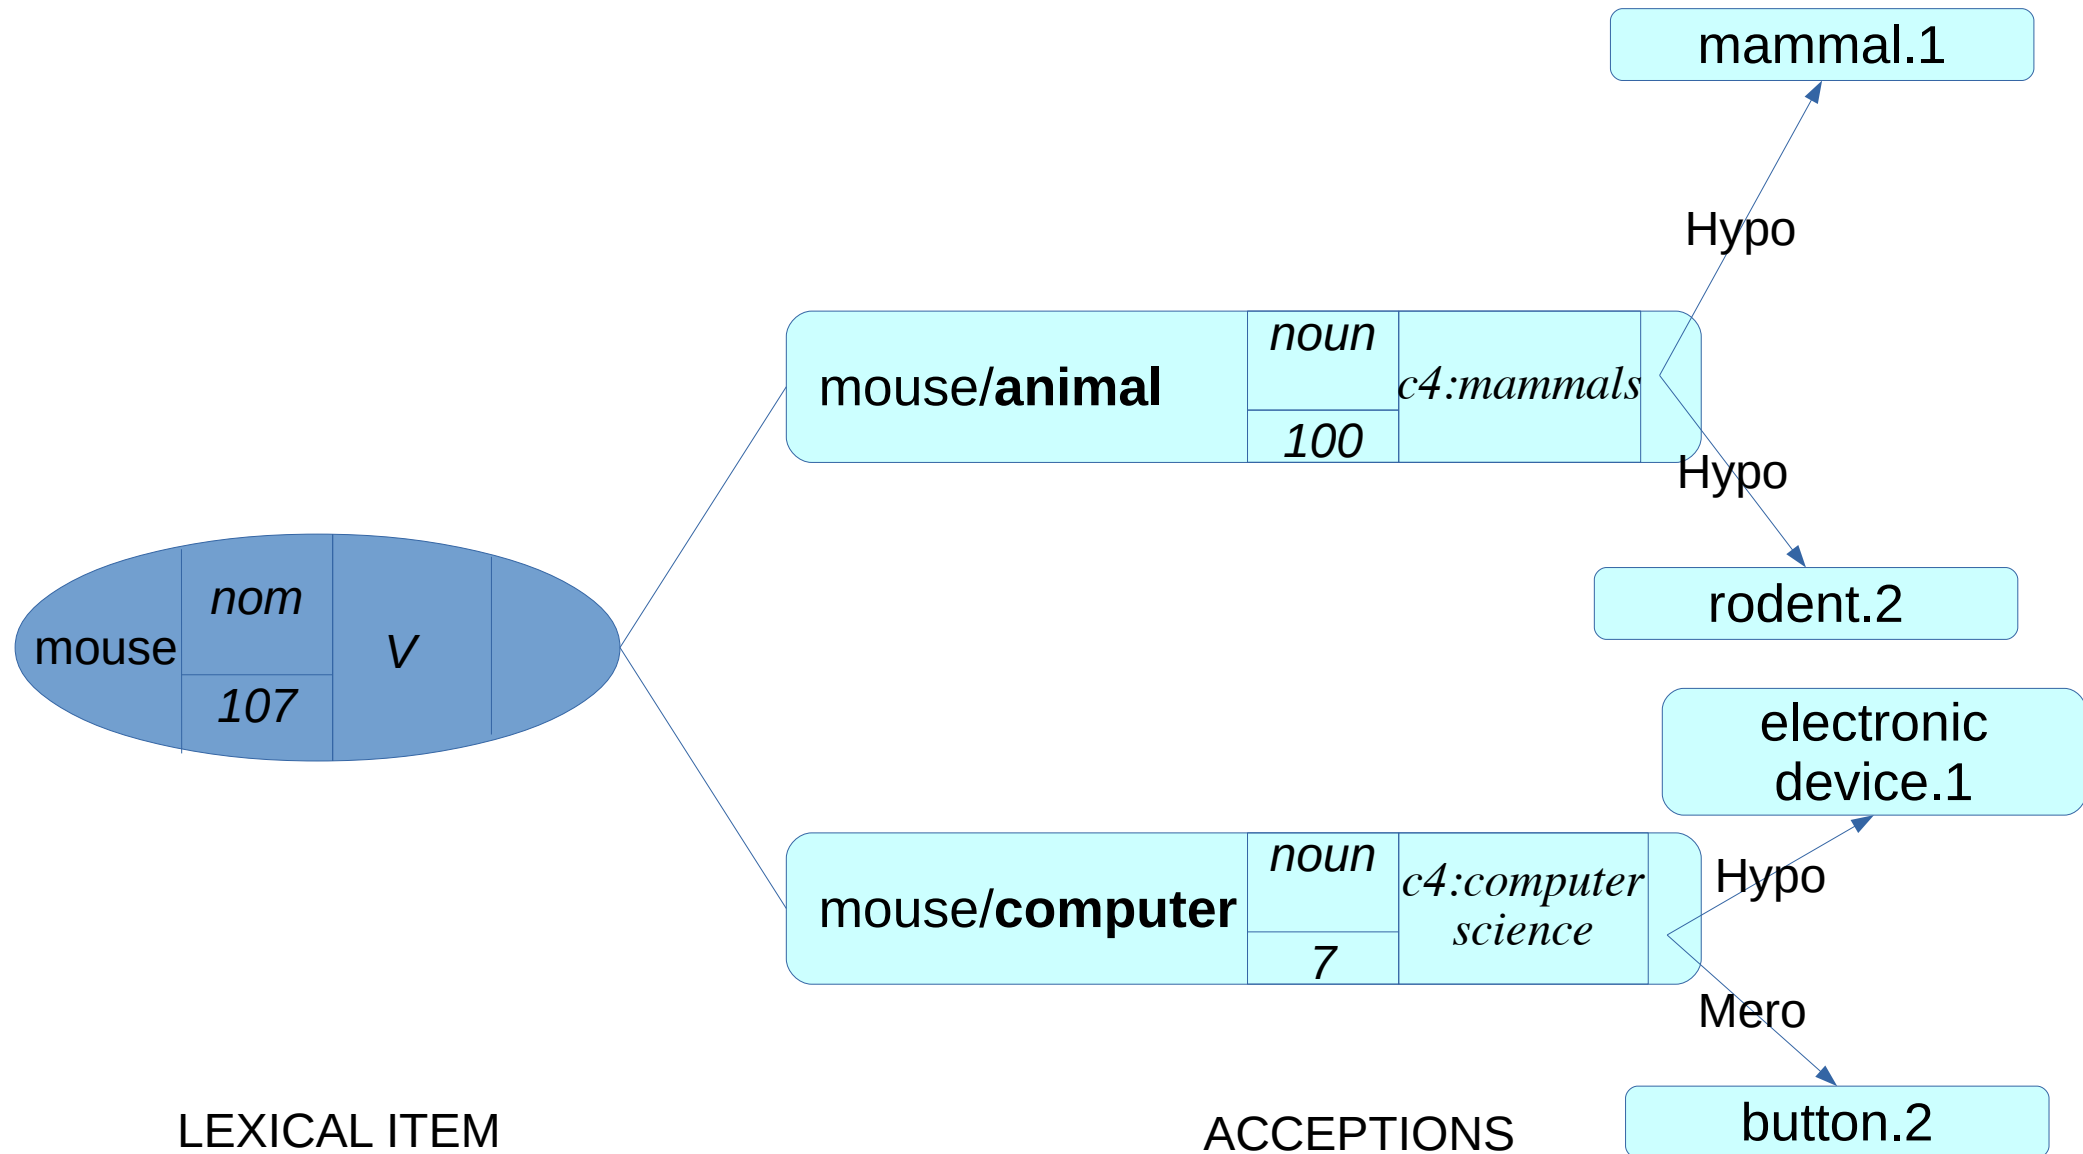 mammal.1
Hypo
mouse/animal
noun
100
c4:mammals
Hypo
rodent.2
mouse
nom
107
V
electronic
device.1
mouse/computer
noun
7
c4:computer
science
Hypo
Mero
button.2
LEXICAL ITEM
ACCEPTIONS